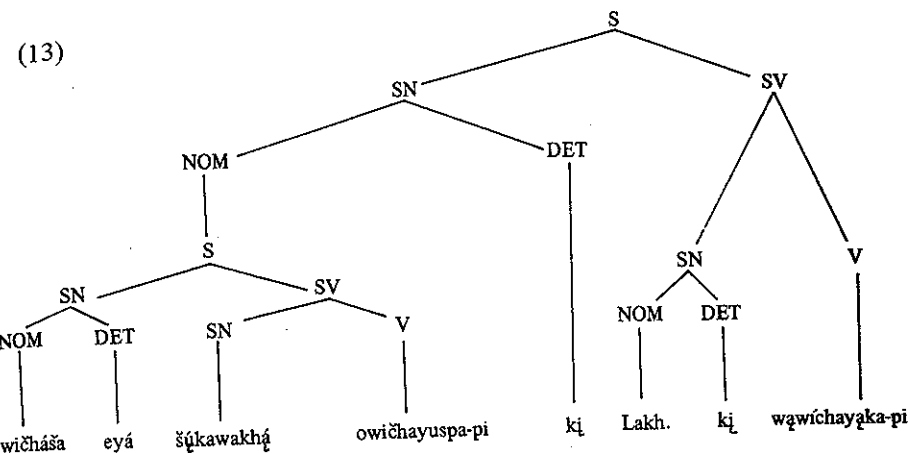 S
(13)
SN SV
NOM DET
S
SN V
SN SV
NOM DET SN V NOM DET
wičháša eyá šų́kawakhą́ owičhayuspa-pi kį Lakh. kį wąwíchayąka-pi